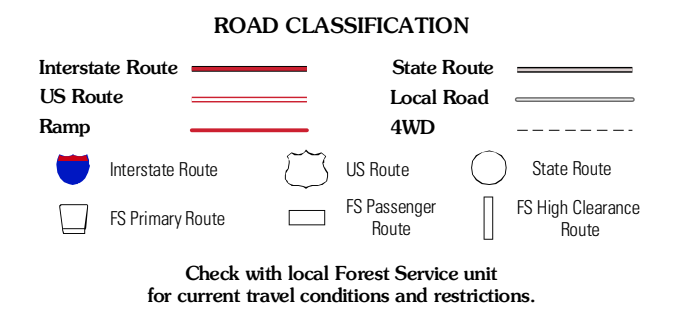 ROAD CLASSIFICATION
Interstate Route
State Route
US Route
Local Road
Ramp
4WD
Interstate Route
US Route
State Route
FS Primary Route
FS Passenger
Route
FS High Clearance
Route
Check with local Forest Service unit
for current travel conditions and restrictions.